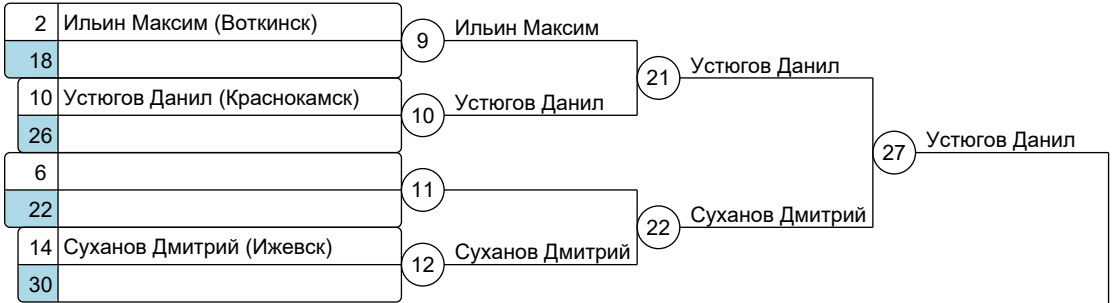 2 Ильин Максим (Воткинск)
18
10 Устюгов Данил (Краснокамск)
26
6
22
14 Суханов Дмитрий (Ижевск)
30
9 Ильин Максим
10 Устюгов Данил
11
12 Суханов Дмитрий
21 Устюгов Данил
22 Суханов Дмитрий
27 Устюгов Данил